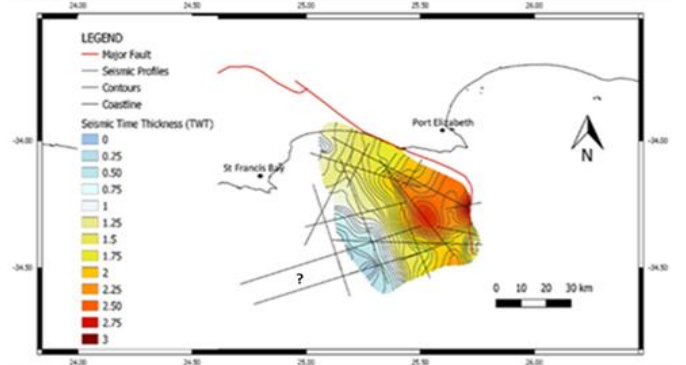 24.00 24.50 25.00 25.50 26.00
LEGEND
Major Fault
Seismic Profiles
Contours
Coastline
Seismic Time Thickness (TWT)
0
0.25
0.50
0.75
1
1.25
1.5
1.75
2
2.25
2.50
2.75
3
Port Elizabeth
St Francis Bay
N
-34.00
-34.00
-34.50
-34.50
?
0 10 20 30 km
24.00 24.50 25.00 25.50 26.00